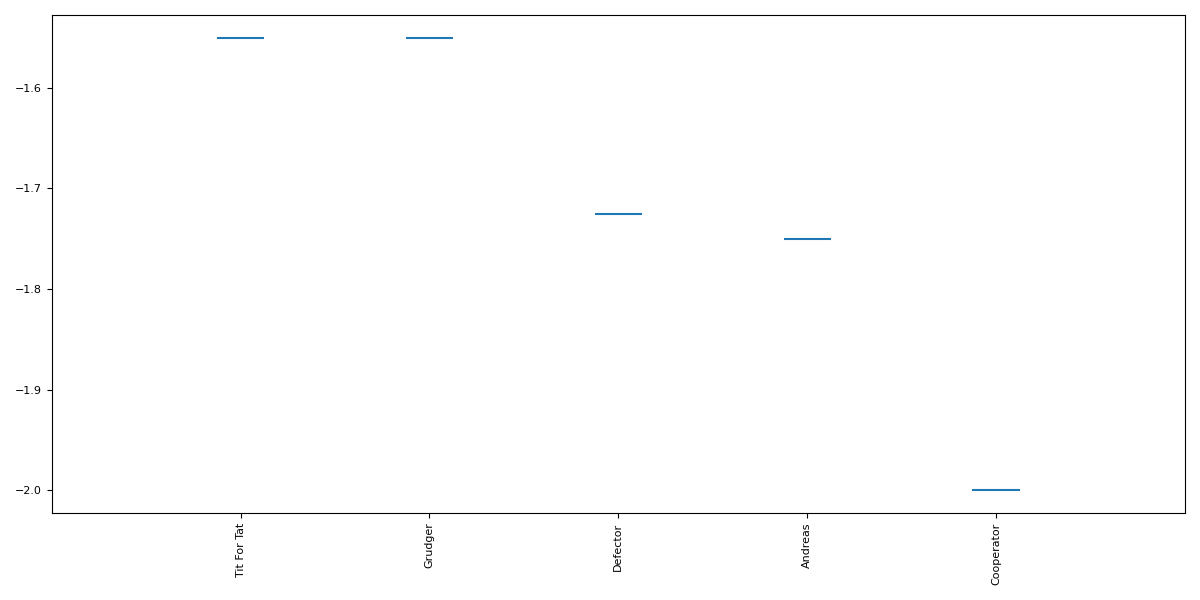 −1.6
−1.7
−1.8
−1.9
−2.0
Tit For Tat
Grudger
Defector
Andreas
Cooperator